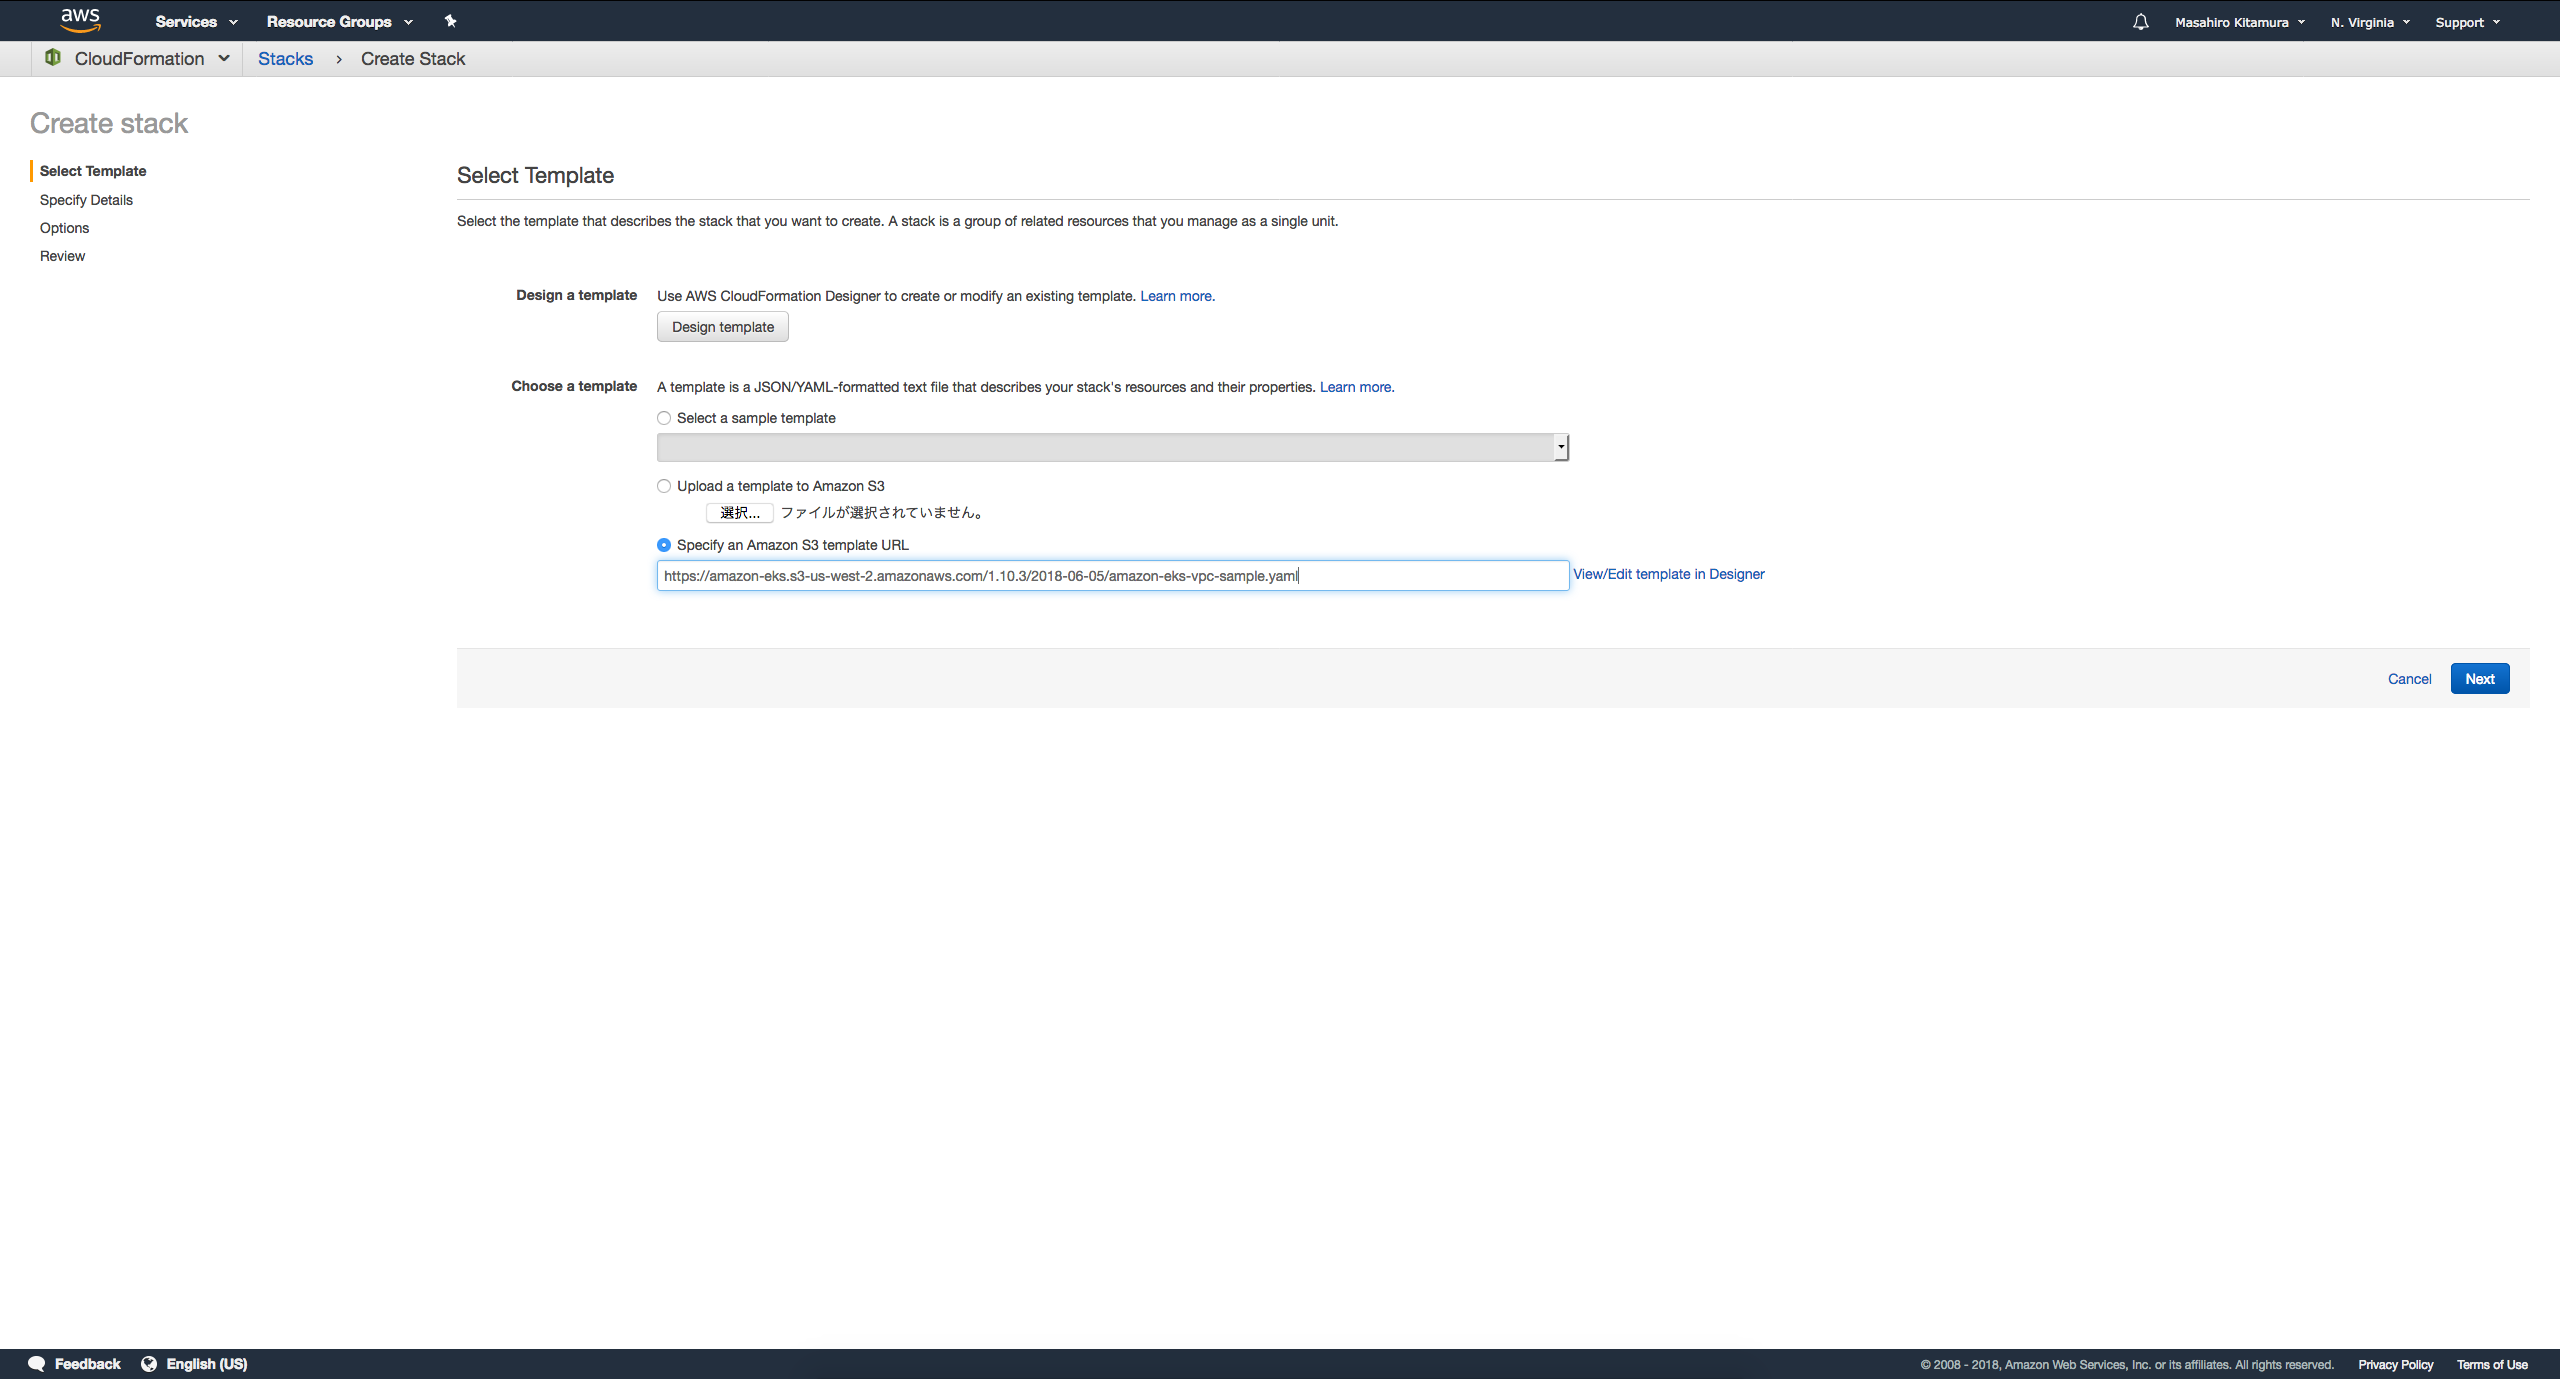 aws Services Resource Groups Masahiro Kitamura N. Virginia Support
CloudFormation Stacks › Create Stack
Create stack
Select Template
Specify Details
Options
Review
Select Template
Select the template that describes the stack that you want to create. A stack is a group of related resources that you manage as a single unit.
Design a template Use AWS CloudFormation Designer to create or modify an existing template. Learn more.
Design template
Choose a template A template is a JSON/YAML-formatted text file that describes your stack's resources and their properties. Learn more.
Select a sample template
Upload a template to Amazon S3
選択... ファイルが選択されていません。
Specify an Amazon S3 template URL
https://amazon-eks.s3-us-west-2.amazonaws.com/1.10.3/2018-06-05/amazon-eks-vpc-sample.yaml View/Edit template in Designer
Cancel Next
Feedback English (US) © 2008 - 2018, Amazon Web Services, Inc. or its affiliates. All rights reserved. Privacy Policy Terms of Use